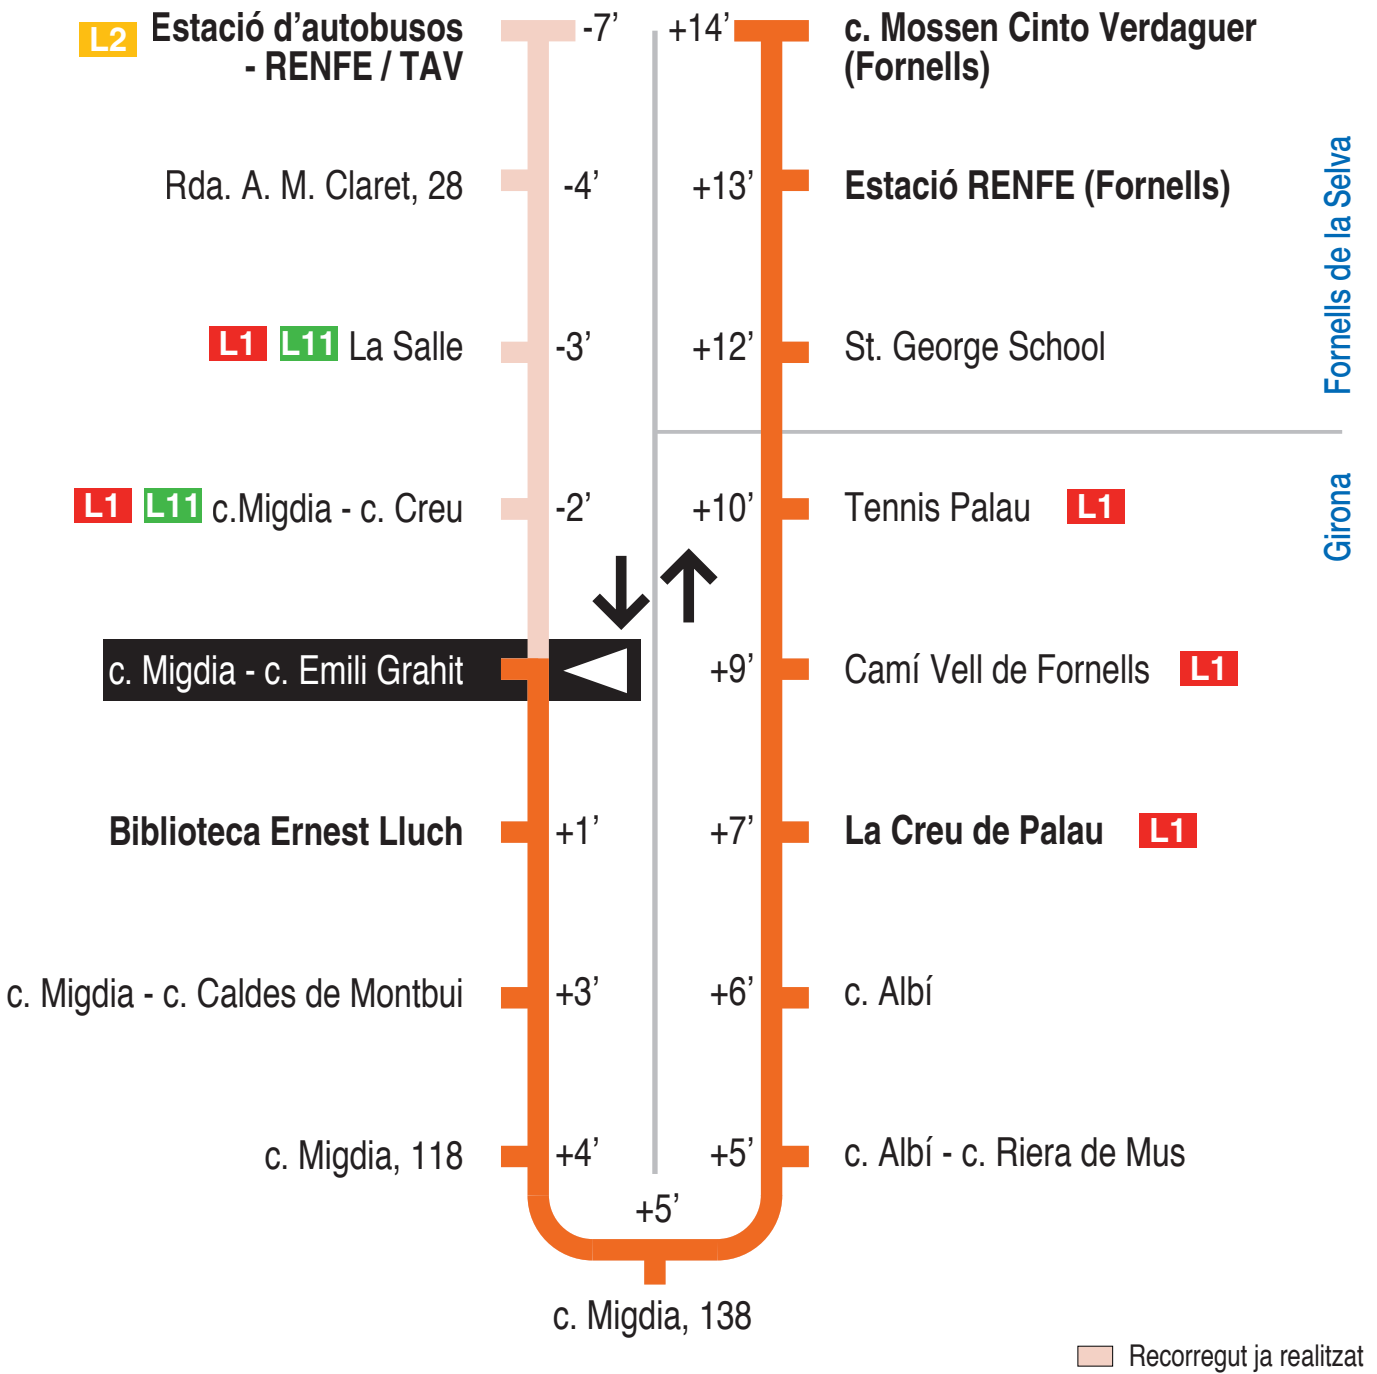 L2 Estació d’autobusos
- RENFE / TAV
-7’
Rda. A. M. Claret, 28
-4’
L1 L11 La Salle
-3’
L1 L11 c.Migdia - c. Creu
-2’
c. Migdia - c. Emili Grahit
Biblioteca Ernest Lluch
+1’
c. Migdia - c. Caldes de Montbui
+3’
c. Migdia, 118
+4’
+5’
c. Migdia, 138
+14’
c. Mossen Cinto Verdaguer
(Fornells)
+13’
Estació RENFE (Fornells)
+12’
St. George School
+10’
Tennis Palau L1
+9’
Camí Vell de Fornells L1
+7’
La Creu de Palau L1
+6’
c. Albí
+5’
c. Albí - c. Riera de Mus
Fornells de la Selva
Girona
Recorregut ja realitzat